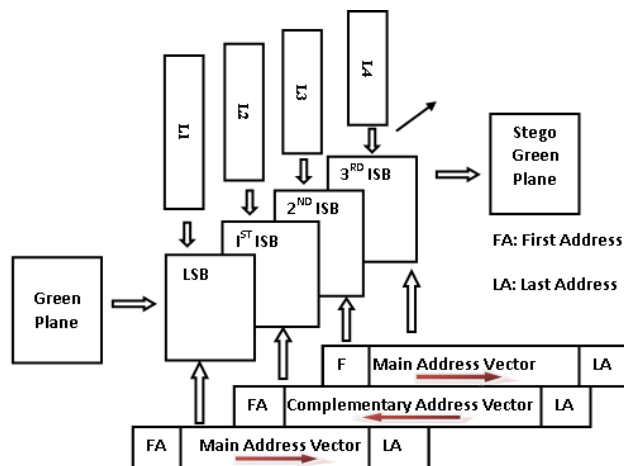 L1
L2
L3
L4
3RD ISB
2ND ISB
1ST ISB
LSB
Green
Plane
Stego
Green
Plane
FA: First Address
LA: Last Address
F Main Address Vector LA
FA Complementary Address Vector LA
FA Main Address Vector LA